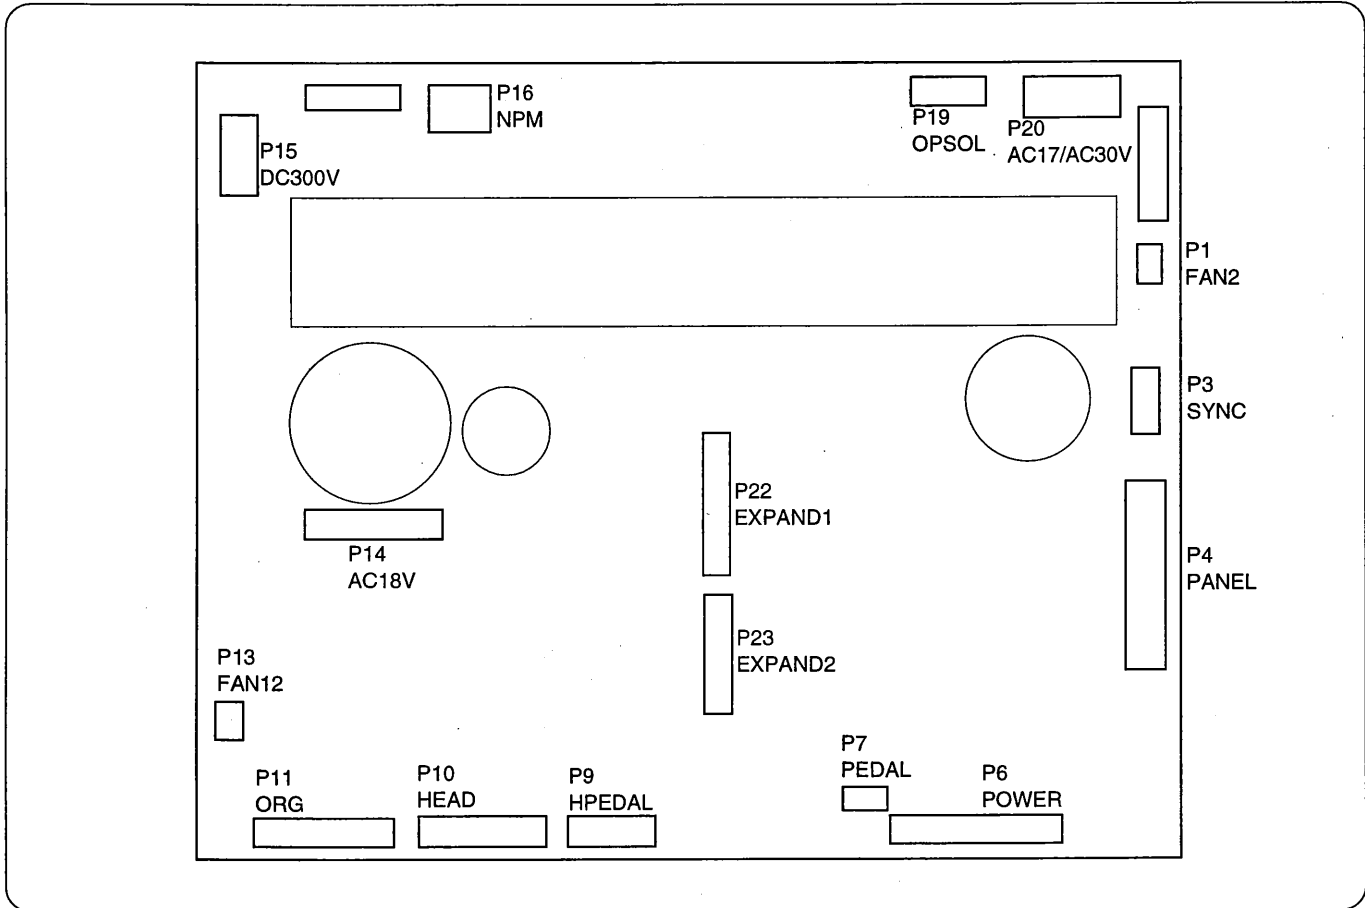 P16
NPM
P19
OPSOL
P20
AC17/AC30V
P15
DC300V
P1
FAN2
P3
SYNC
P22
EXPAND1
P14
AC18V
P4
PANEL
P23
EXPAND2
P13
FAN12
P7
PEDAL
P11
ORG
P10
HEAD
P9
HPEDAL
P6
POWER